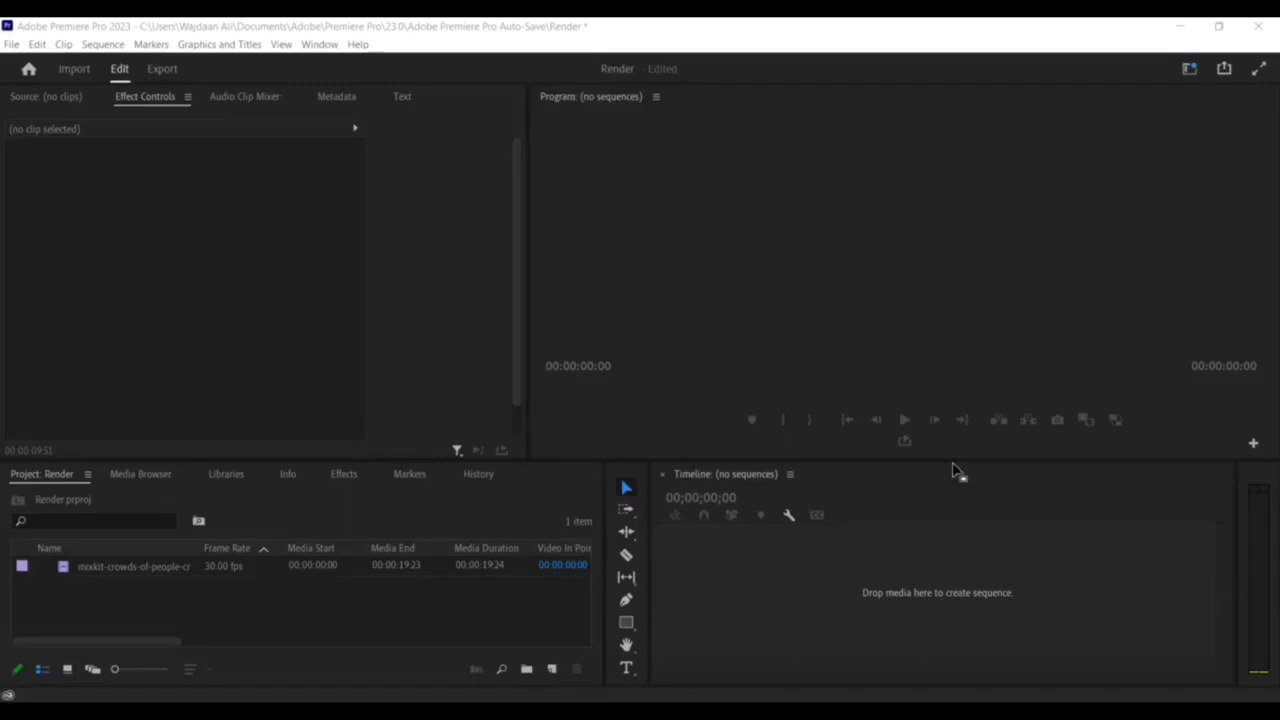 Adobe Premiere Pro 2023 - C:\Users\Wajdaan Ali\Documents\Adobe\Premiere Pro\23.0\Adobe Premiere Pro Auto-Save\Render *
File Edit Clip Sequence Markers Graphics and Titles View Window Help
Import Edit Export Render - Edited
Source: (no clips) Effect Controls Audio Clip Mixer: Metadata Text Program: (no sequences)
(no clip selected)
00:00:00:00 00:00:00:00
00:00:09:51
Project: Render Media Browser Libraries Info Effects Markers History Timeline: (no sequences)
Render.prproj 00;00;00;00
1 item
Name Frame Rate Media Start Media End Media Duration Video In Poi
mixkit-crowds-of-people-cr 30.00 fps 00:00:00:00 00:00:19:23 00:00:19:24 00:00:00:00
Drop media here to create sequence.